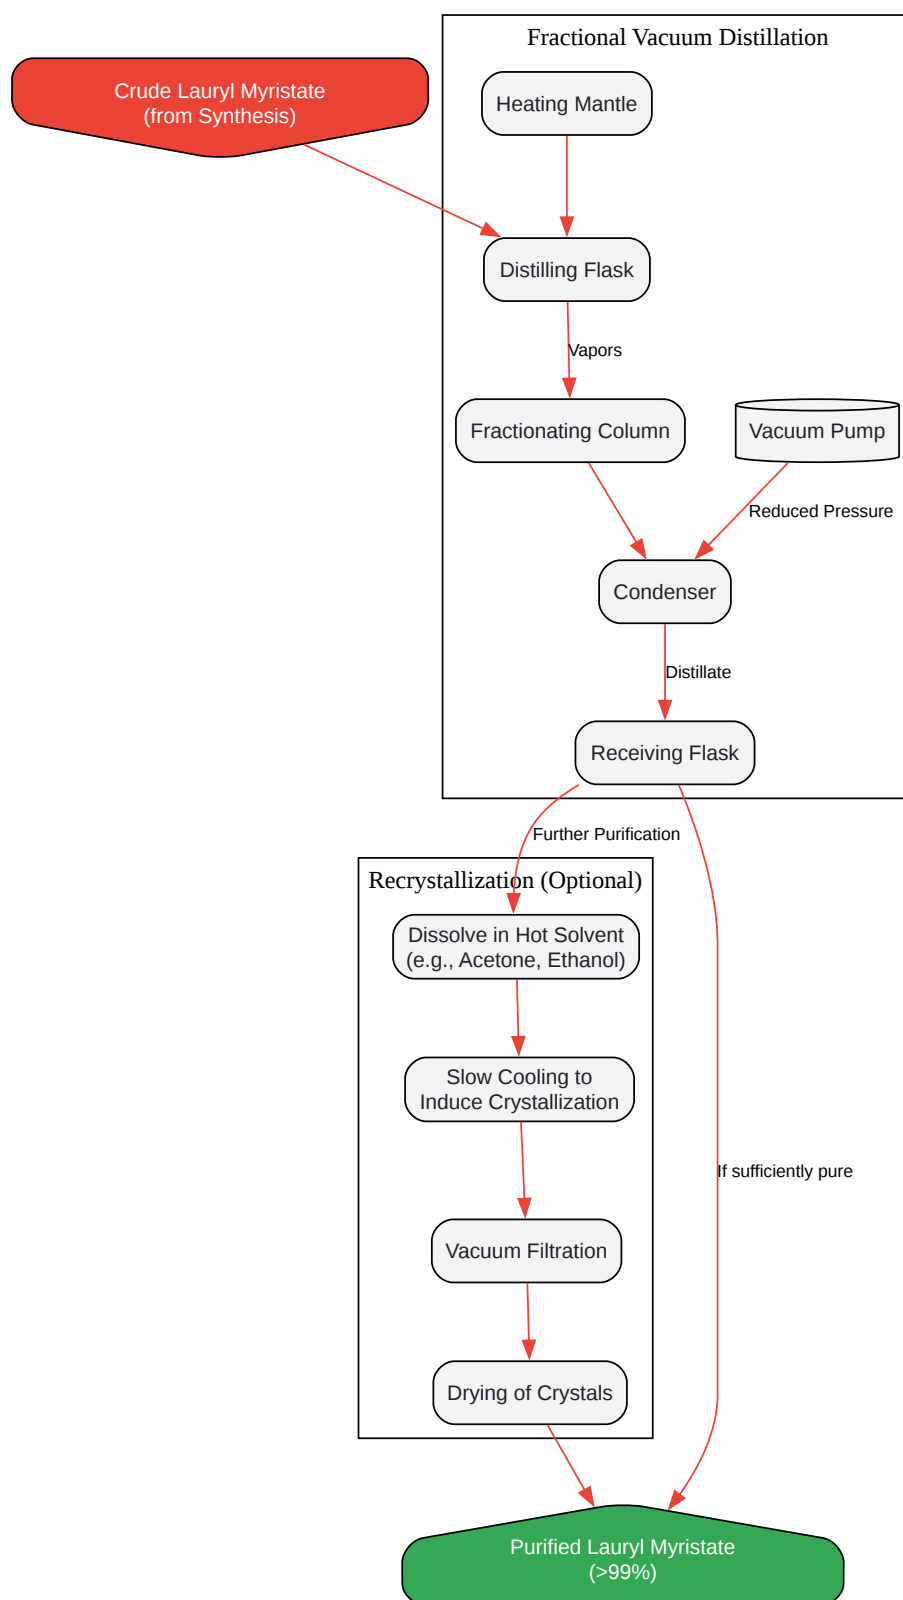 Fractional Vacuum Distillation
Crude Lauryl Myristate
(from Synthesis)
Heating Mantle
Distilling Flask
Vapors
Fractionating Column
Vacuum Pump
Reduced Pressure
Condenser
Distillate
Receiving Flask
Further Purification
Recrystallization (Optional)
Dissolve in Hot Solvent
(e.g., Acetone, Ethanol)
Slow Cooling to
Induce Crystallization
If sufficiently pure
Vacuum Filtration
Drying of Crystals
Purified Lauryl Myristate
(>99%)